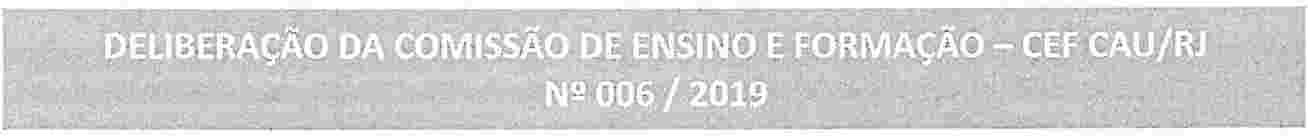 DELIBERAÇÃO DA COMISSÃO DE ENSINO E FORMAÇÃO – CEF CAU/RJ
Nº 006 / 2019